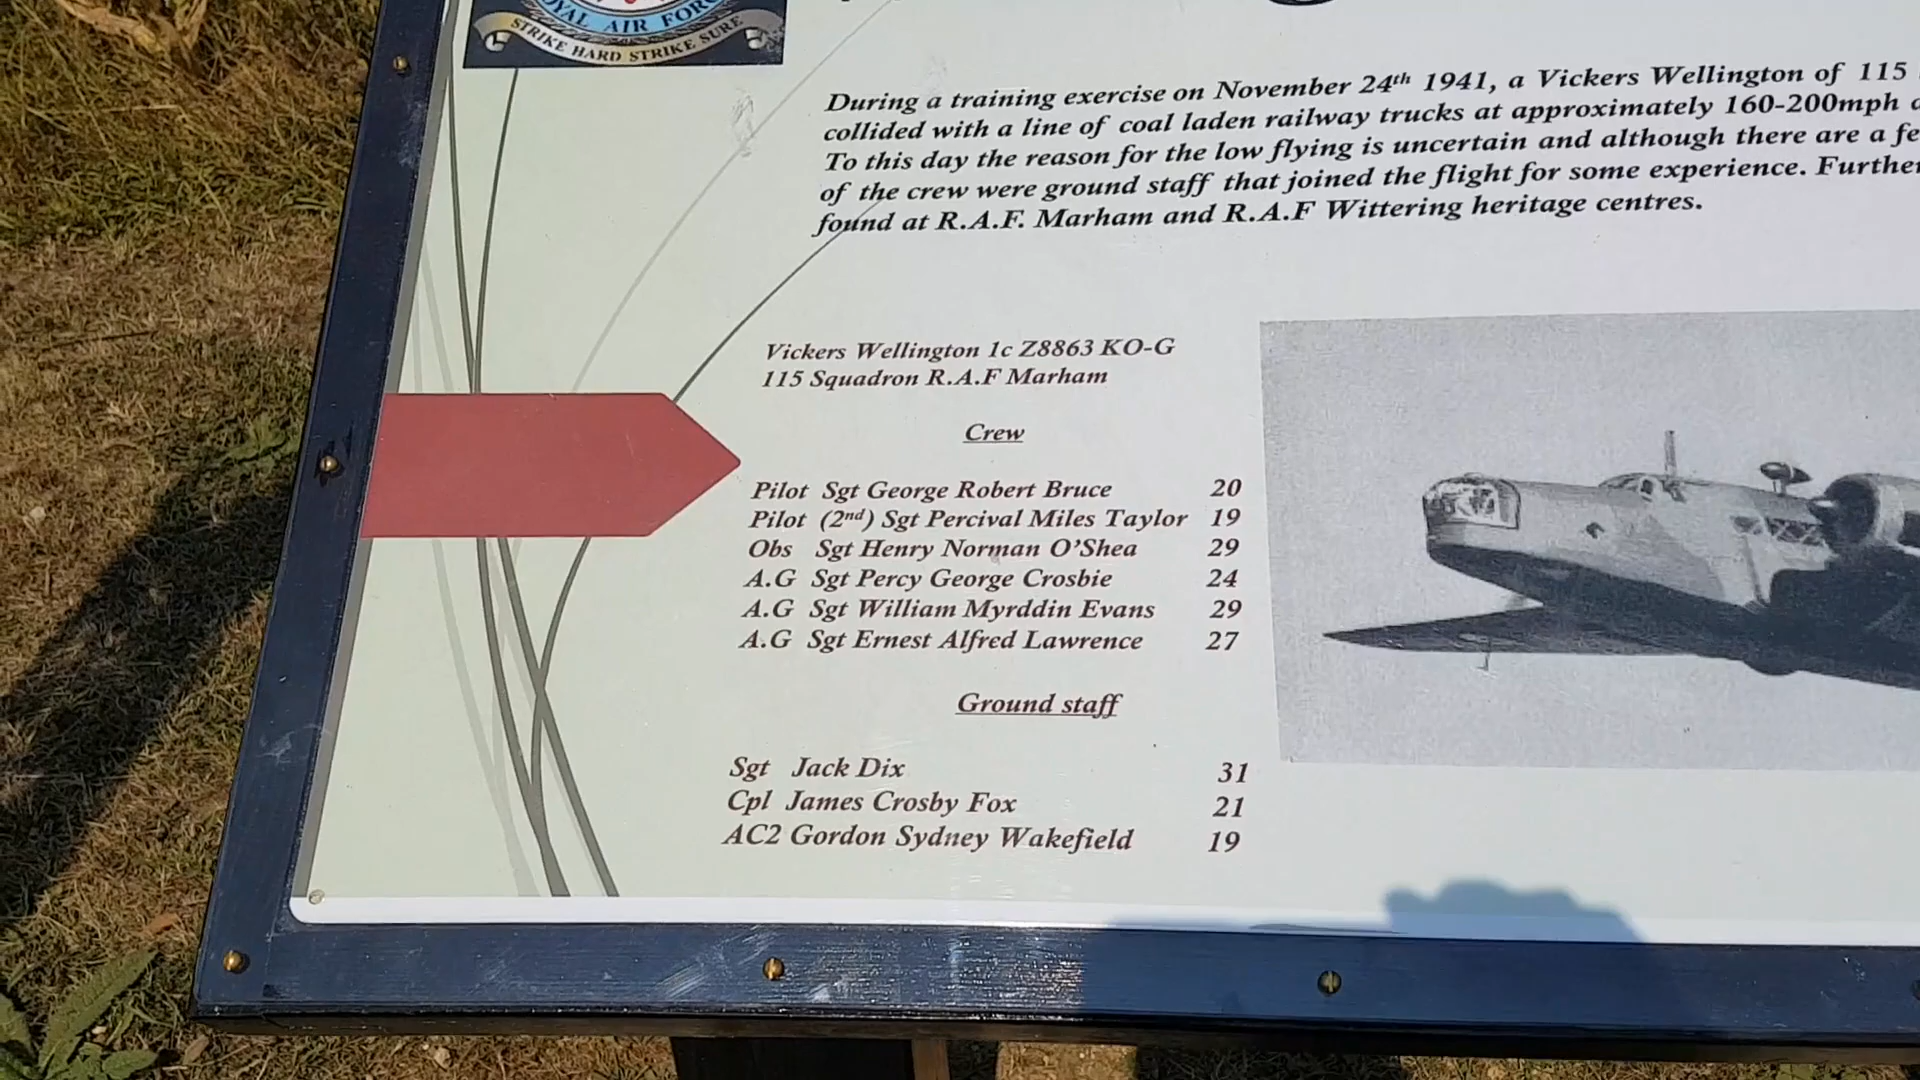 ROYAL AIR FORCE
STRIKE HARD STRIKE SURE
During a training exercise on November 24th 1941, a Vickers Wellington of 115
collided with a line of coal laden railway trucks at approximately 160-200mph
To this day the reason for the low flying is uncertain and although there are a
of the crew were ground staff that joined the flight for some experience. Further
found at R.A.F. Marham and R.A.F Wittering heritage centres.
Vickers Wellington 1c Z8863 KO-G
115 Squadron R.A.F Marham
Crew
Pilot Sgt George Robert Bruce 20
Pilot (2nd) Sgt Percival Miles Taylor 19
Obs Sgt Henry Norman O'Shea 29
A.G Sgt Percy George Crosbie 24
A.G Sgt William Myrddin Evans 29
A.G Sgt Ernest Alfred Lawrence 27
Ground staff
Sgt Jack Dix 31
Cpl James Crosby Fox 21
AC2 Gordon Sydney Wakefield 19